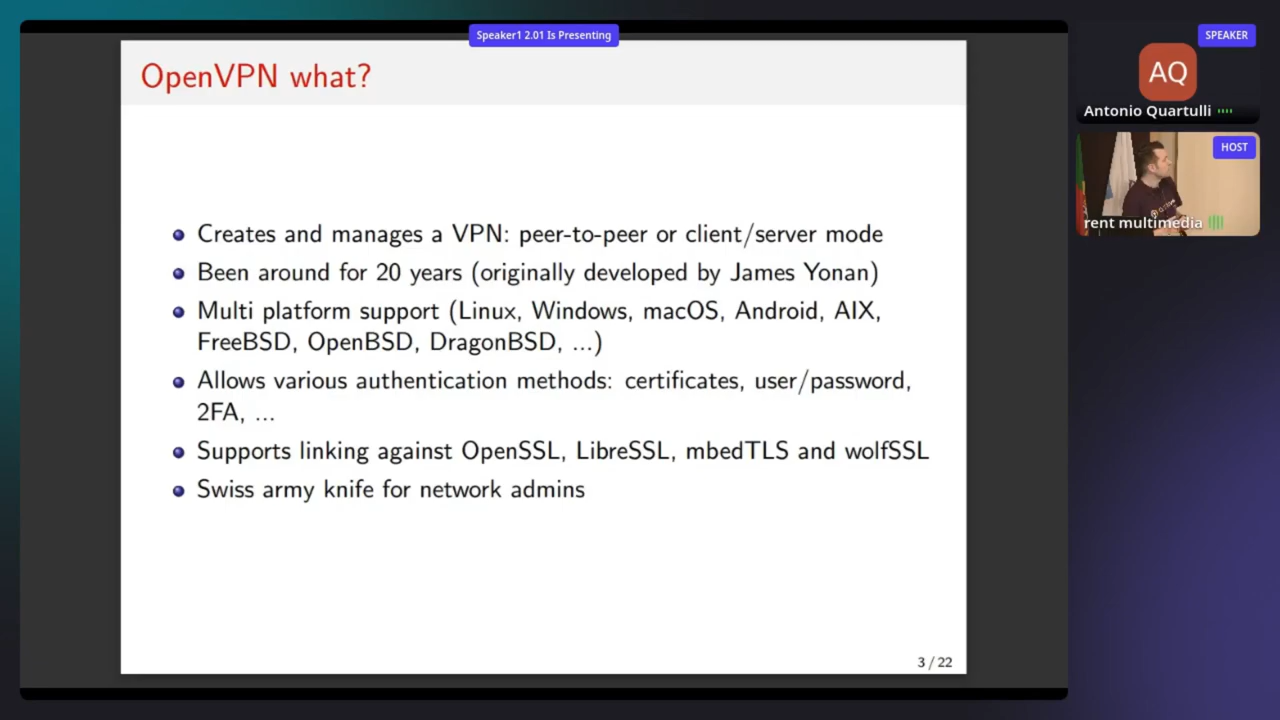 Speaker1 2.01 Is Presenting
OpenVPN what?
Creates and manages a VPN: peer-to-peer or client/server mode
Been around for 20 years (originally developed by James Yonan)
Multi platform support (Linux, Windows, macOS, Android, AIX,
FreeBSD, OpenBSD, DragonBSD, ...)
Allows various authentication methods: certificates, user/password,
2FA, ...
Supports linking against OpenSSL, LibreSSL, mbedTLS and wolfSSL
Swiss army knife for network admins
3 / 22
SPEAKER
AQ
Antonio Quartulli
HOST
rent multimedia